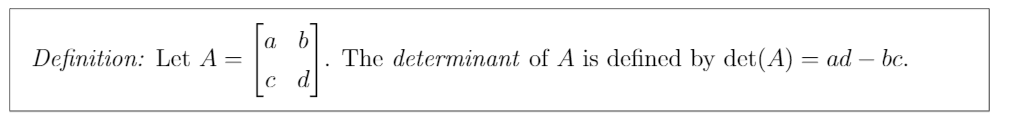 Definition: Let A = [a b
c d]. The determinant of A is defined by det(A) = ad − bc.